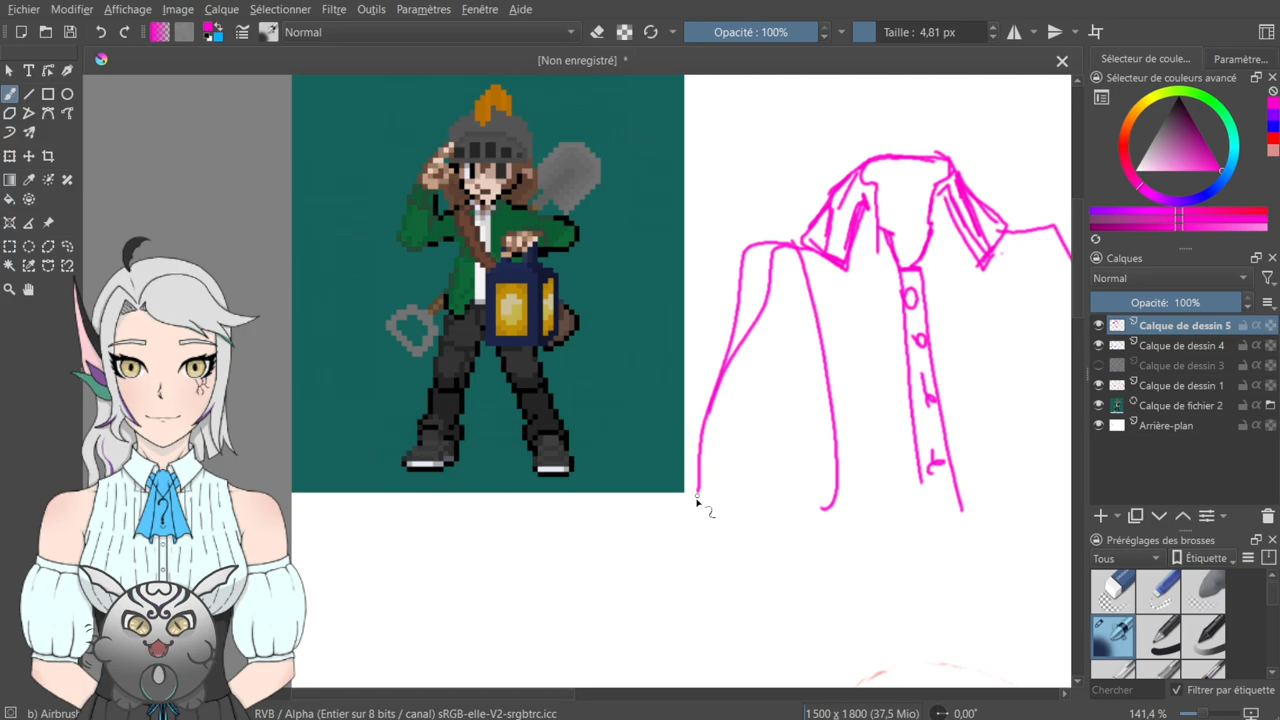 Fichier Modifier Affichage Image Calque Sélectionner Filtre Outils Paramètres Fenêtre Aide
Normal Opacité : 100% Taille : 4,81 px
[Non enregistré] *
Sélecteur de coule... Paramètre...
Sélecteur de couleurs avancé
Calques
Normal
Opacité: 100%
Calque de dessin 5
Calque de dessin 4
Calque de dessin 3
Calque de dessin 1
Calque de fichier 2
Arrière-plan
Préréglages des brosses
Tous Étiquette
Chercher Filtrer par étiquette
b) Airbrus RVB / Alpha (Entier sur 8 bits / canal) sRGB-elle-V2-srgbtrc.icc 1 500 x 1 800 (37,5 Mio) 0,00° 141,4 %